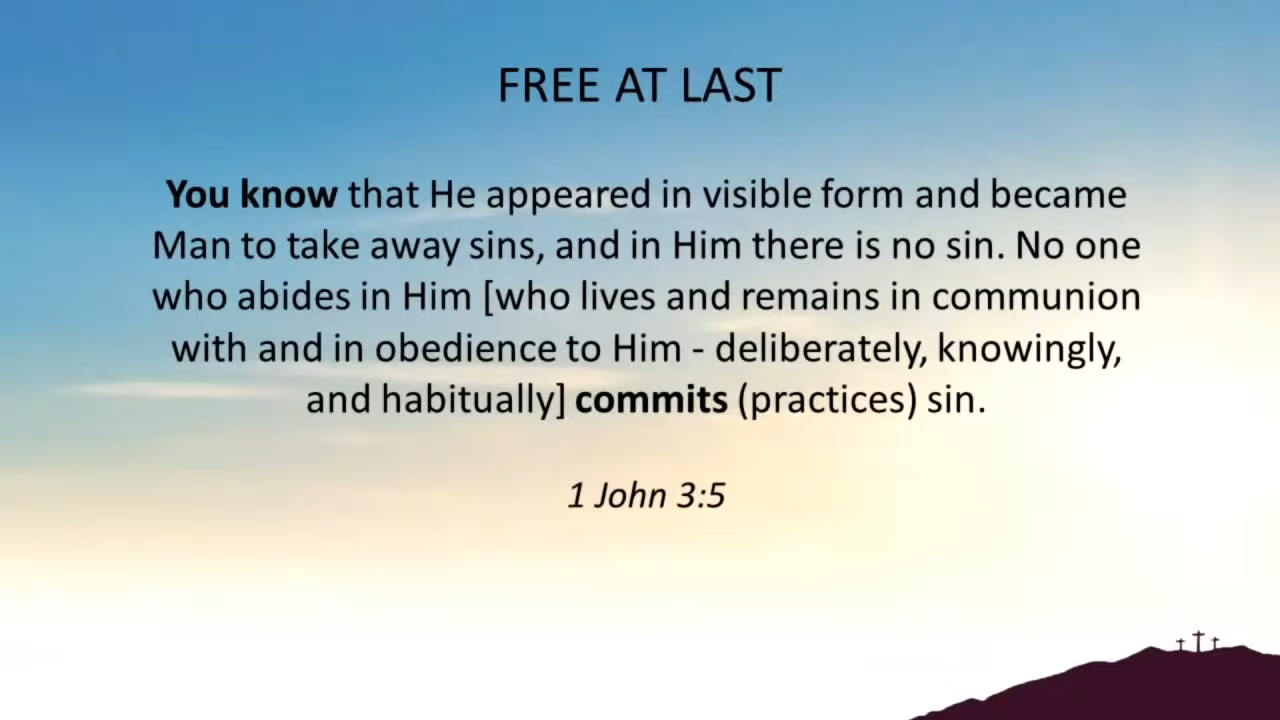 FREE AT LAST
You know that He appeared in visible form and became
Man to take away sins, and in Him there is no sin. No one
who abides in Him [who lives and remains in communion
with and in obedience to Him - deliberately, knowingly,
and habitually] commits (practices) sin.
1 John 3:5